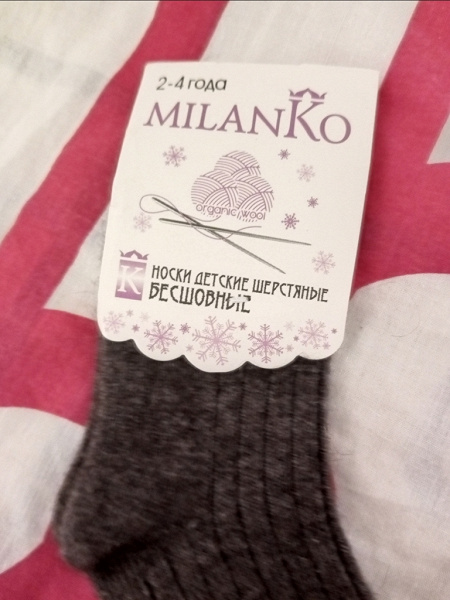 2-4 года
MILANKO
organic wool
K НОСКИ ДЕТСКИЕ ШЕРСТЯНЫЕ
БЕСШОВНЫЕ